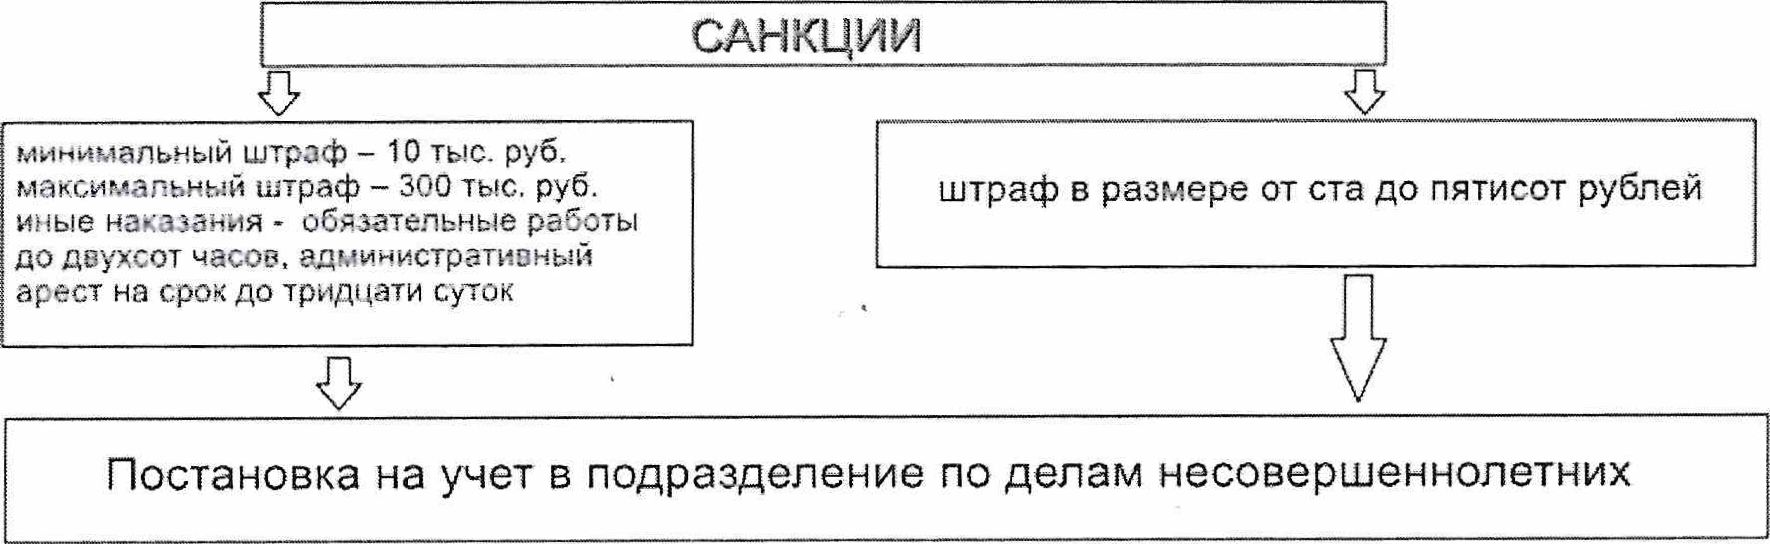 САНКЦИИ
минимальный штраф – 10 тыс. руб.
максимальный штраф – 300 тыс. руб.
иные наказания - обязательные работы
до двухсот часов, административный
арест на срок до тридцати суток
штраф в размере от ста до пятисот рублей
Постановка на учет в подразделение по делам несовершеннолетних